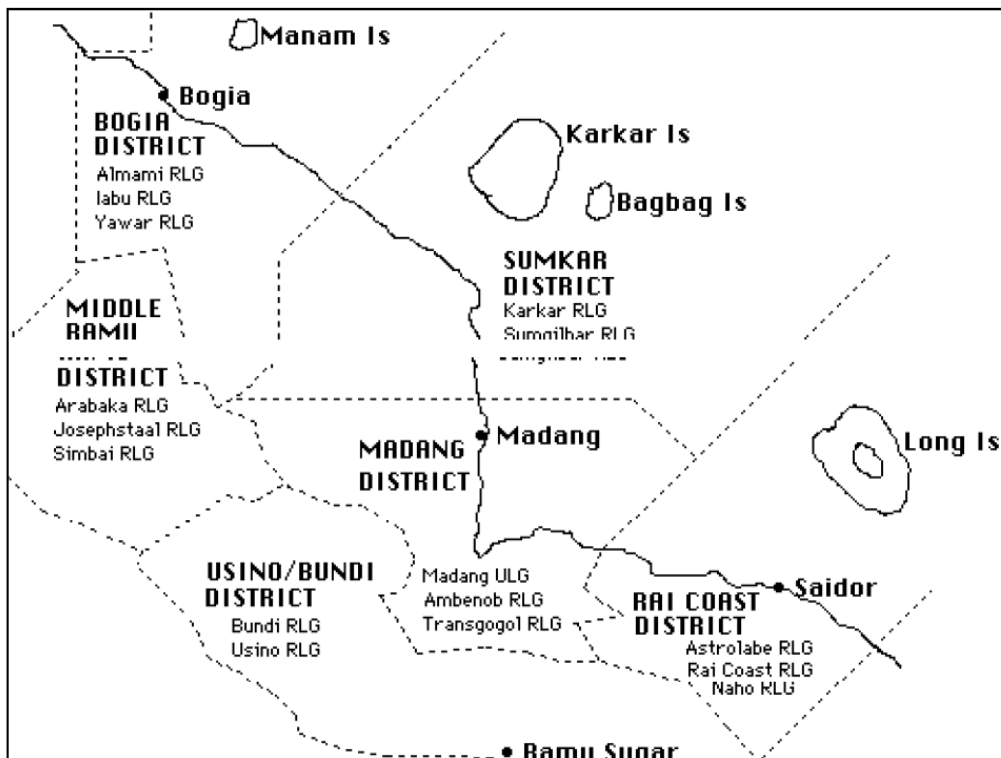 Manam Is
Bogia
BOGIA
DISTRICT
Almami RLG
Iabu RLG
Yawar RLG
Karkar Is
Bagbag Is
SUMKAR
DISTRICT
Karkar RLG
Sumgilbar RLG
MIDDLE
RAMU
DISTRICT
Arabaka RLG
Josephstaal RLG
Simbai RLG
Madang
MADANG
DISTRICT
Long Is
USINO/BUNDI
DISTRICT
Bundi RLG
Usino RLG
Madang ULG
Ambenob RLG
Transgogol RLG
Saidor
RAI COAST
DISTRICT
Astrolabe RLG
Rai Coast RLG
Naho RLG
Ramu Sugar